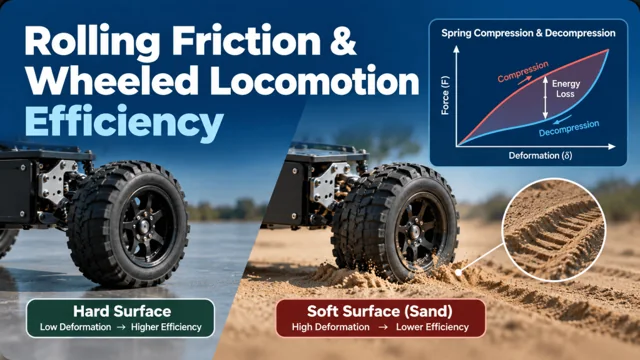 Rolling Friction &
Wheeled Locomotion
Efficiency
Spring Compression & Decompression
Force (F)
Compression
Energy
Loss
Decompression
Deformation (δ)
Hard Surface
Low Deformation → Higher Efficiency
Soft Surface (Sand)
High Deformation → Lower Efficiency